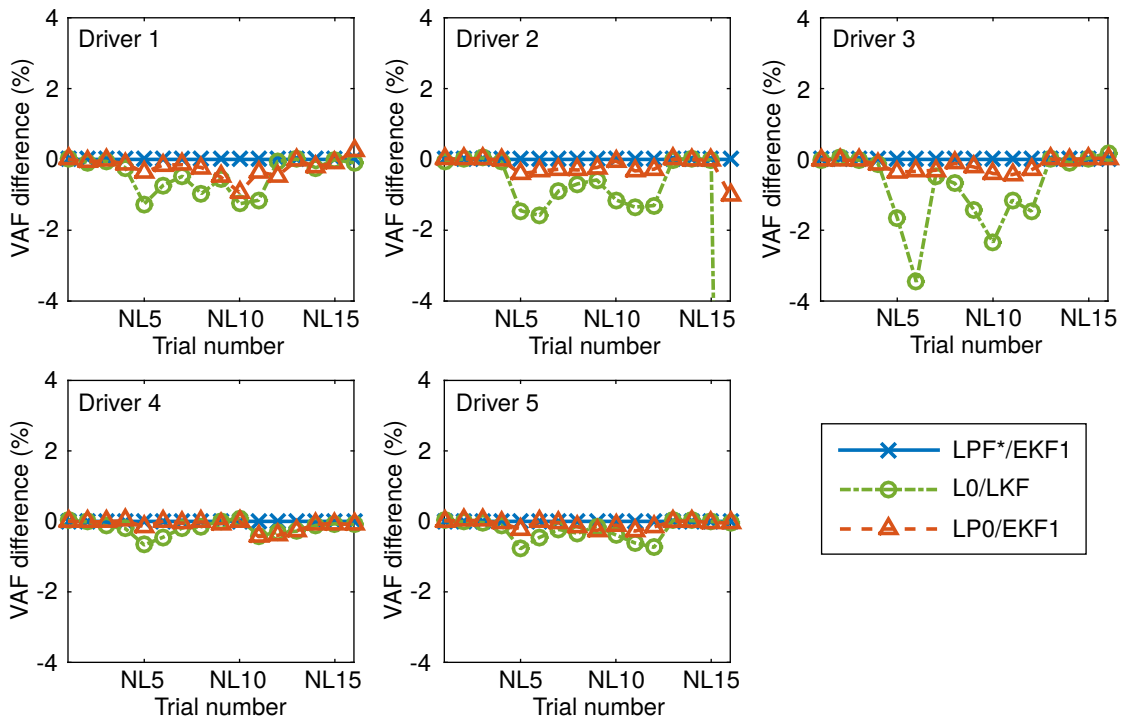 4
Driver 1
2
0
-2
-4
VAF difference (%)
NL5
NL10
NL15
Trial number
4
Driver 2
2
0
-2
-4
VAF difference (%)
NL5
NL10
NL15
Trial number
4
Driver 3
2
0
-2
-4
VAF difference (%)
NL5
NL10
NL15
Trial number
4
Driver 4
2
0
-2
-4
VAF difference (%)
NL5
NL10
NL15
Trial number
4
Driver 5
2
0
-2
-4
VAF difference (%)
NL5
NL10
NL15
Trial number
LPF*/EKF1
L0/LKF
LP0/EKF1